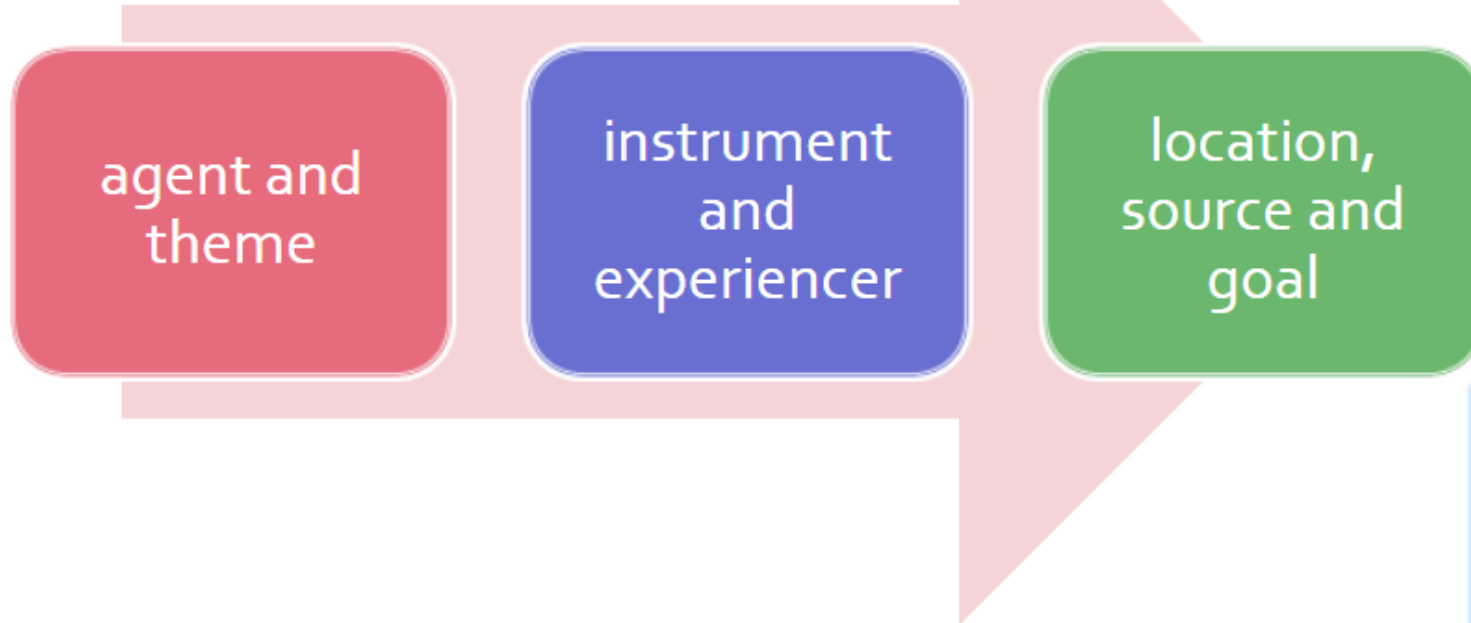 agent and
theme
instrument
and
experiencer
location,
source and
goal